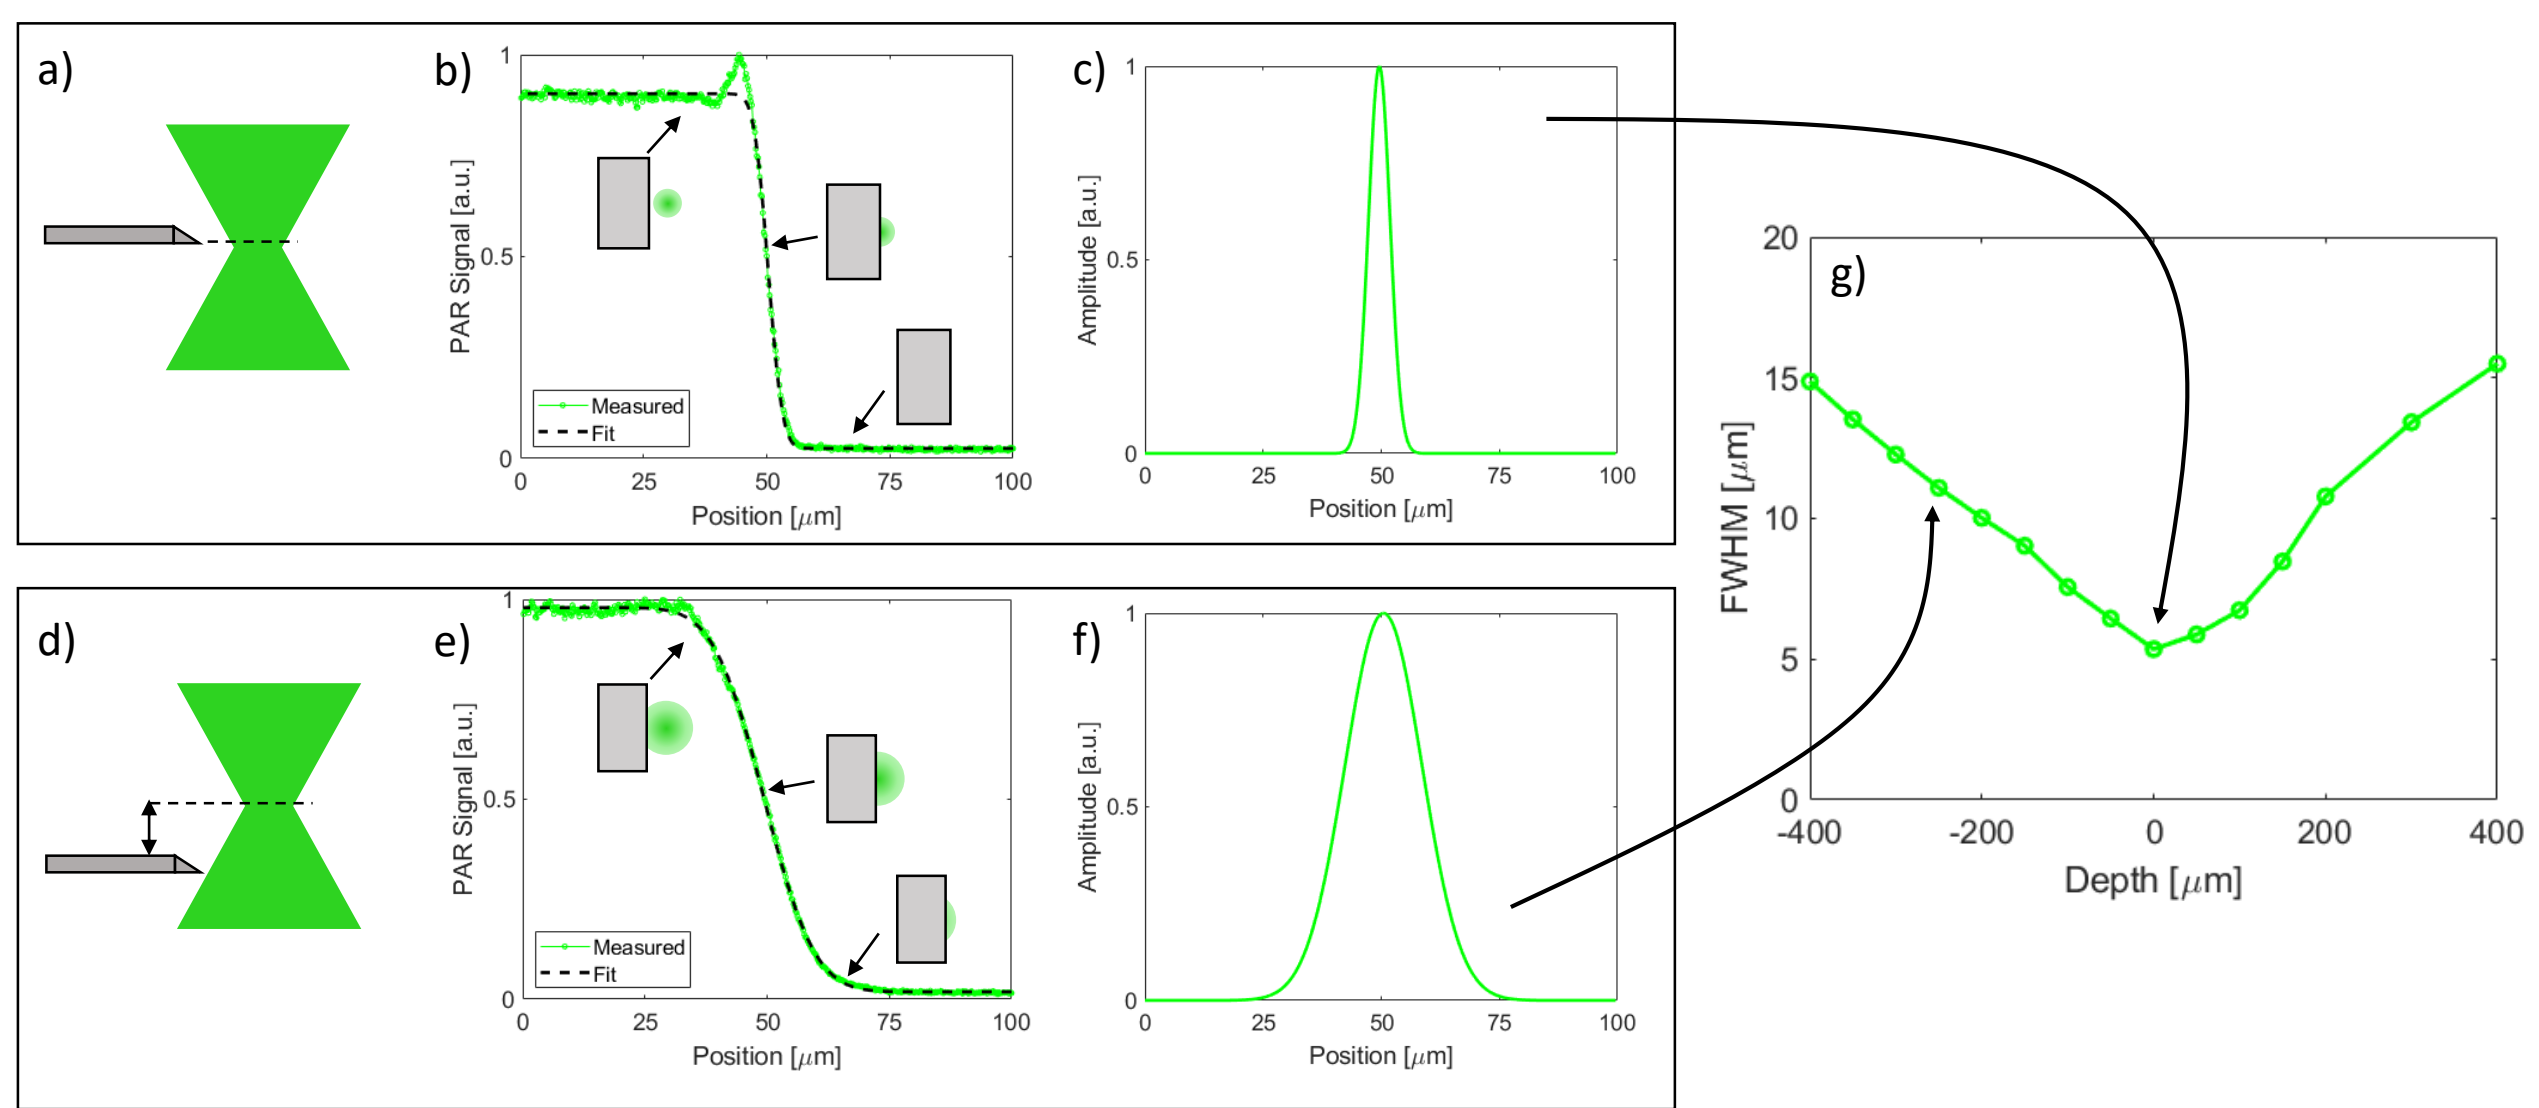 a)
b)
1
0.5
0
PAR Signal [a.u.]
Measured
Fit
0 25 50 75 100
Position [μm]
c)
1
0.5
0
Amplitude [a.u.]
0 25 50 75 100
Position [μm]
d)
e)
1
0.5
0
PAR Signal [a.u.]
Measured
Fit
0 25 50 75 100
Position [μm]
f)
1
0.5
0
Amplitude [a.u.]
0 25 50 75 100
Position [μm]
g)
20
15
10
5
0
FWHM [μm]
-400 -200 0 200 400
Depth [μm]